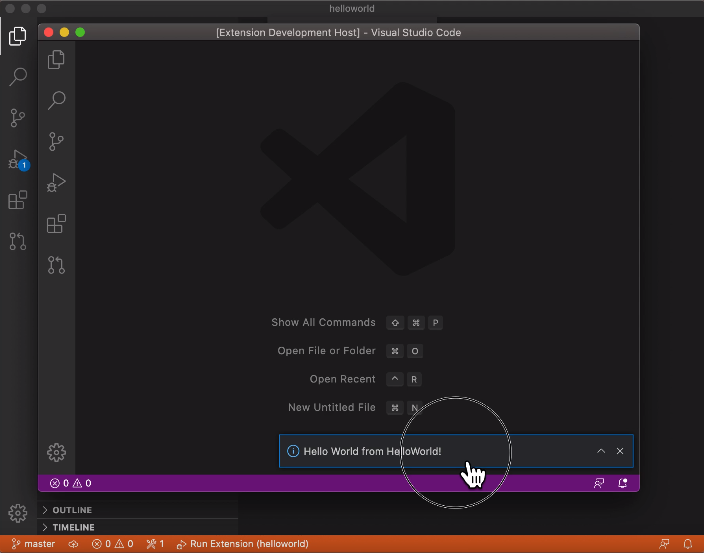 helloworld
[Extension Development Host] - Visual Studio Code
1
Show All Commands ⇧ ⌘ P
Open File or Folder ⌘ O
Open Recent ^ R
New Untitled File ⌘ N
Hello World from HelloWorld!
0 0
OUTLINE
TIMELINE
master 0 0 1 Run Extension (helloworld)